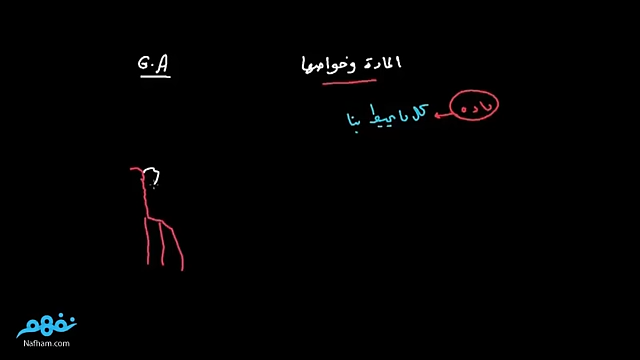 G.A
المادة وخواصها
كل ما يحيط بنا
مادة
نفهم
Nafham.com